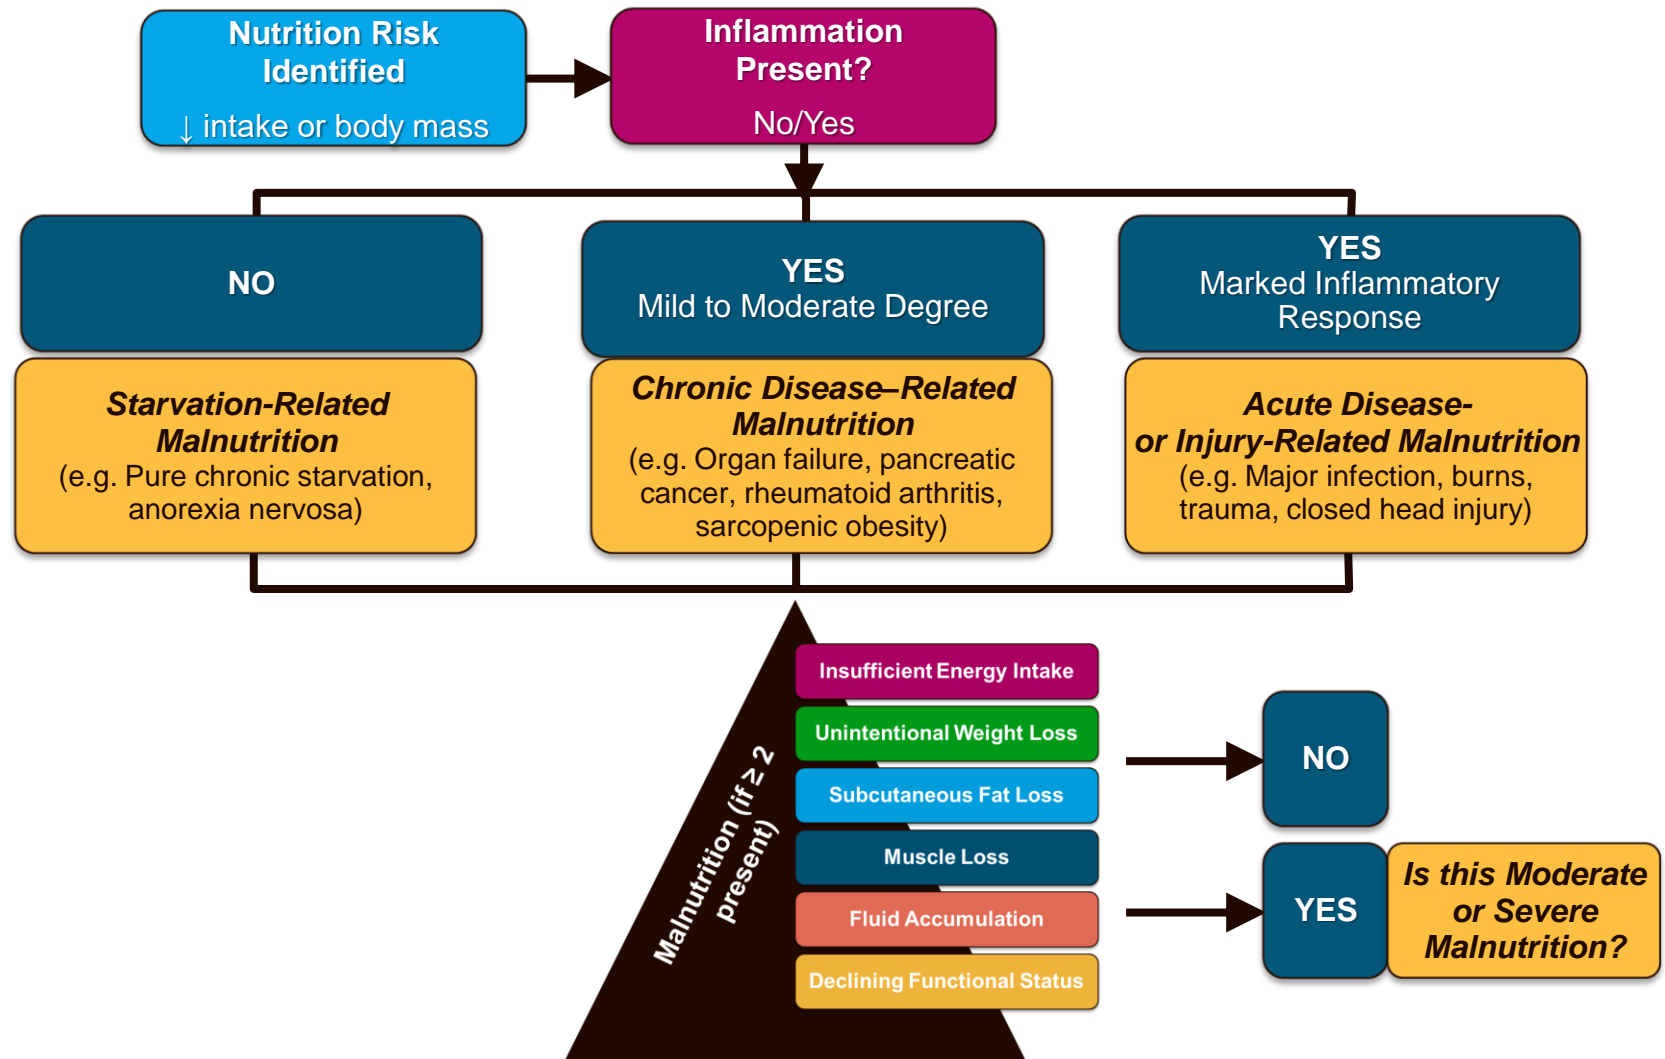 Nutrition Risk
Identified
↓ intake or body mass
Inflammation
Present?
No/Yes
NO
YES
Mild to Moderate Degree
YES
Marked Inflammatory
Response
Starvation-Related
Malnutrition
(e.g. Pure chronic starvation,
anorexia nervosa)
Chronic Disease–Related
Malnutrition
(e.g. Organ failure, pancreatic
cancer, rheumatoid arthritis,
sarcopenic obesity)
Acute Disease-
or Injury-Related Malnutrition
(e.g. Major infection, burns,
trauma, closed head injury)
Malnutrition (if ≥ 2
present)
Insufficient Energy Intake
Unintentional Weight Loss
Subcutaneous Fat Loss
Muscle Loss
Fluid Accumulation
Declining Functional Status
NO
YES
Is this Moderate
or Severe
Malnutrition?